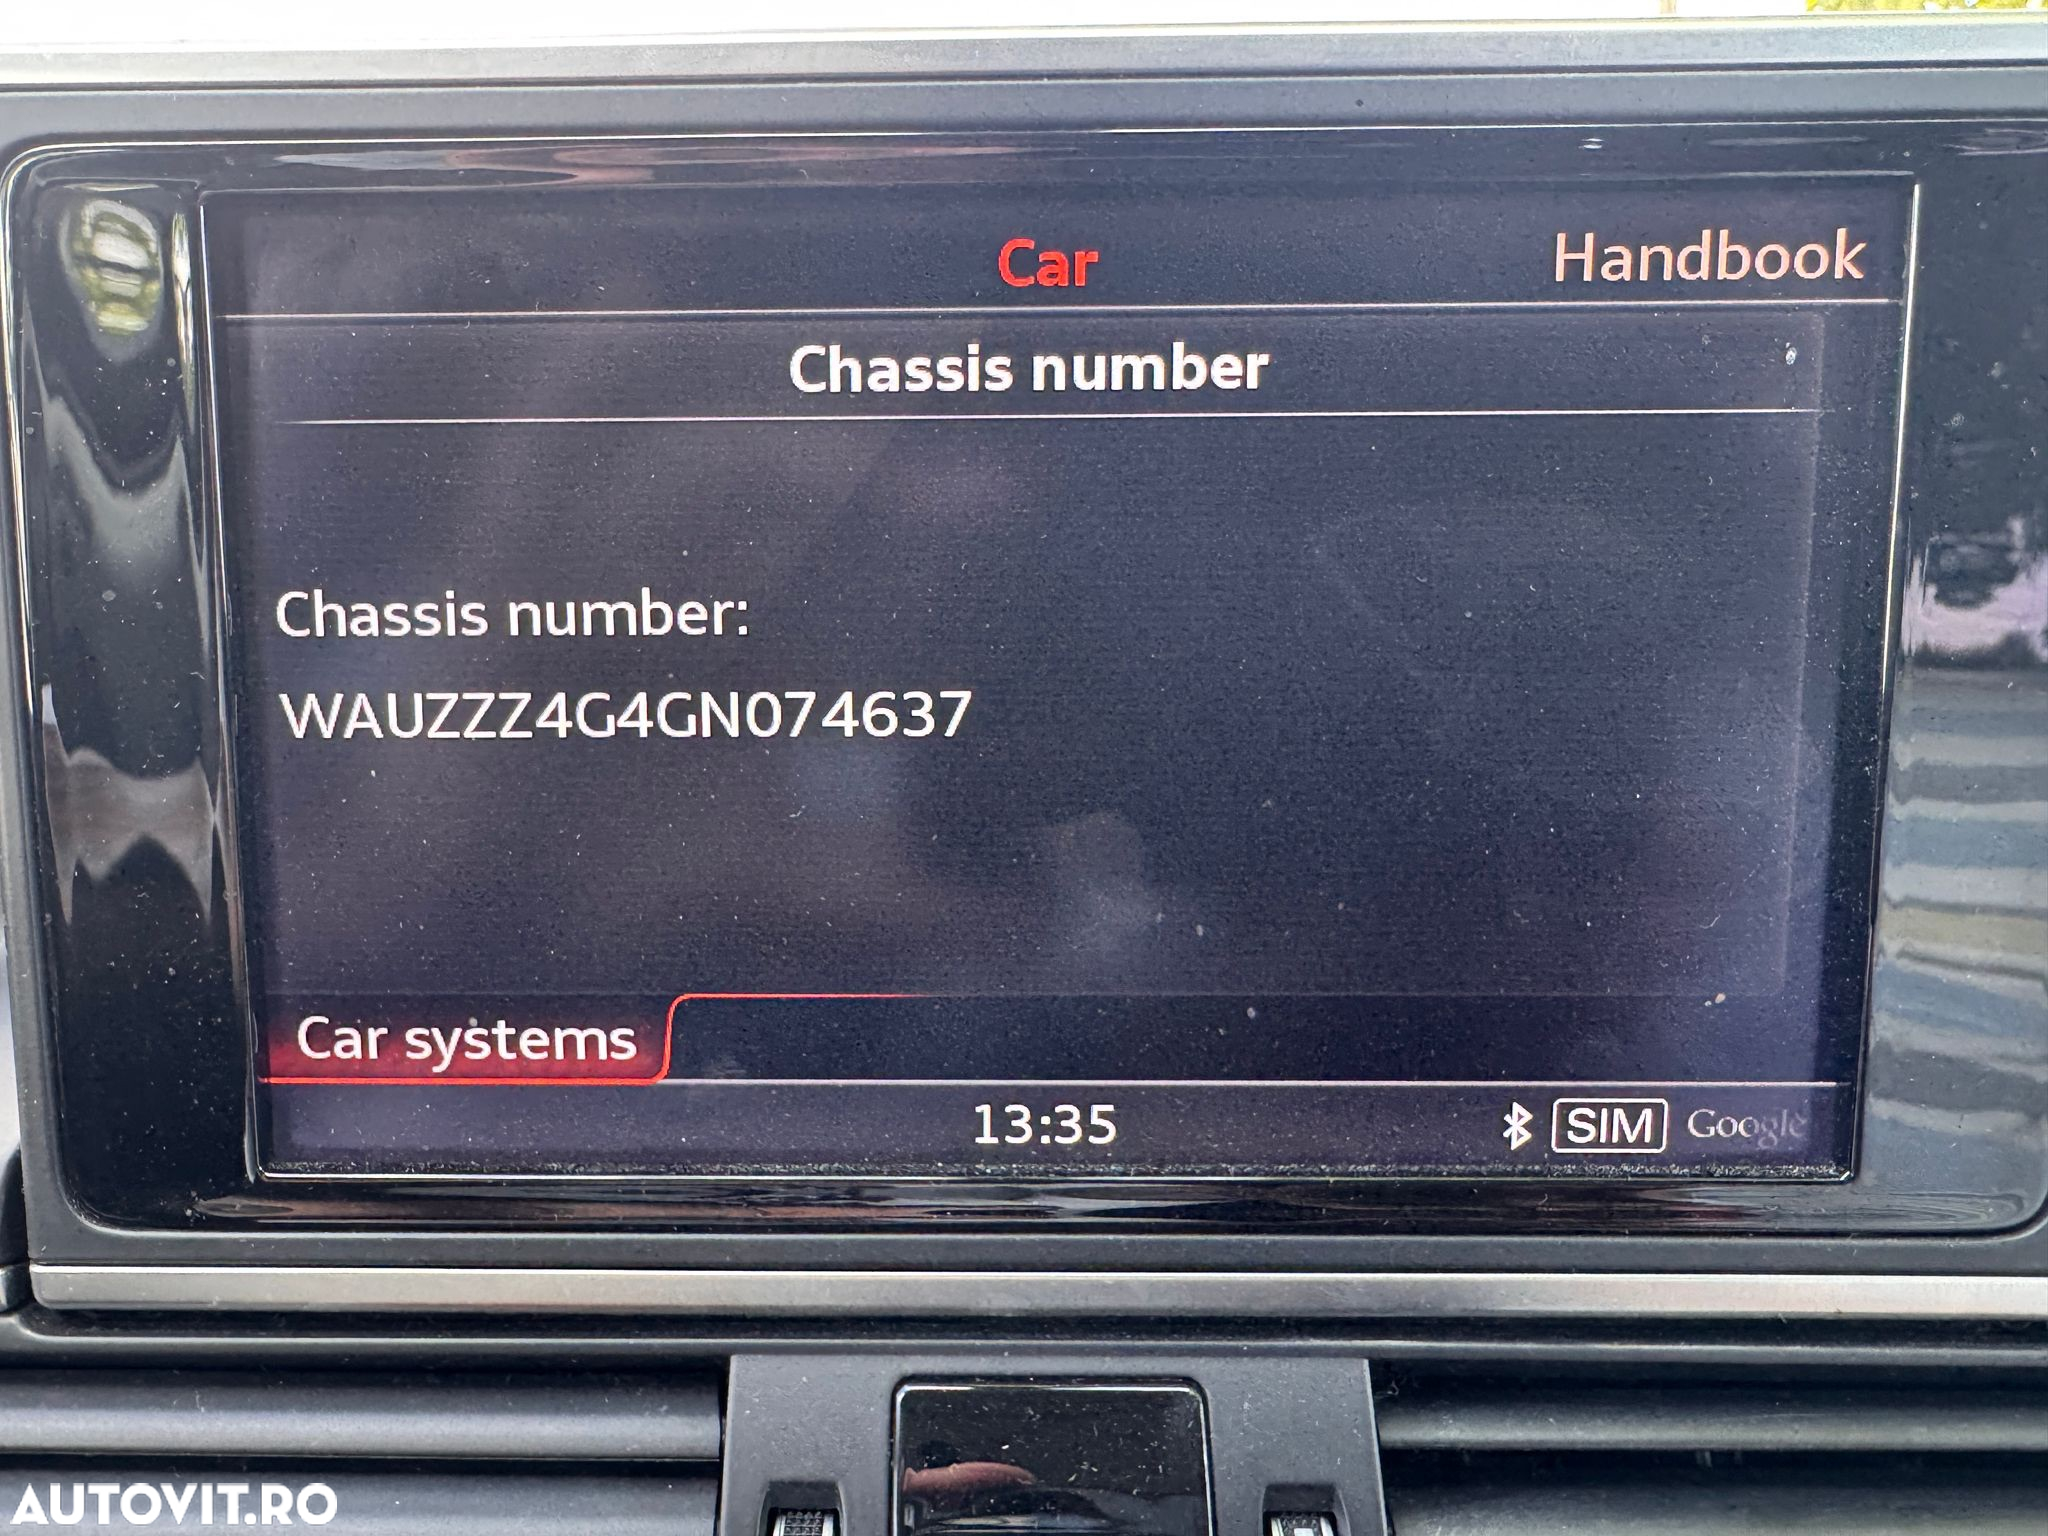 Car
Handbook
Chassis number
Chassis number:
WAUZZZ4G4GN074637
Car systems
13:35
SIM
Google
AUTOVIT.RO